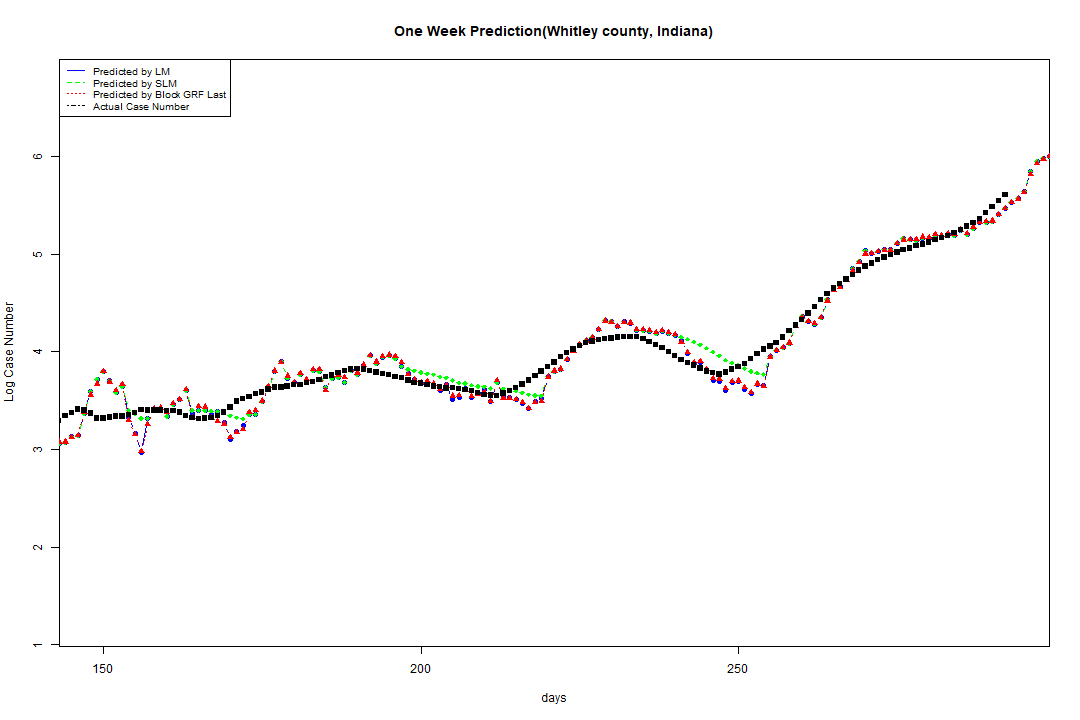 One Week Prediction(Whitley county, Indiana)
Predicted by LM
Predicted by SLM
Predicted by Block GRF Last
Actual Case Number
6
5
4
3
2
1
Log Case Number
150
200
250
days